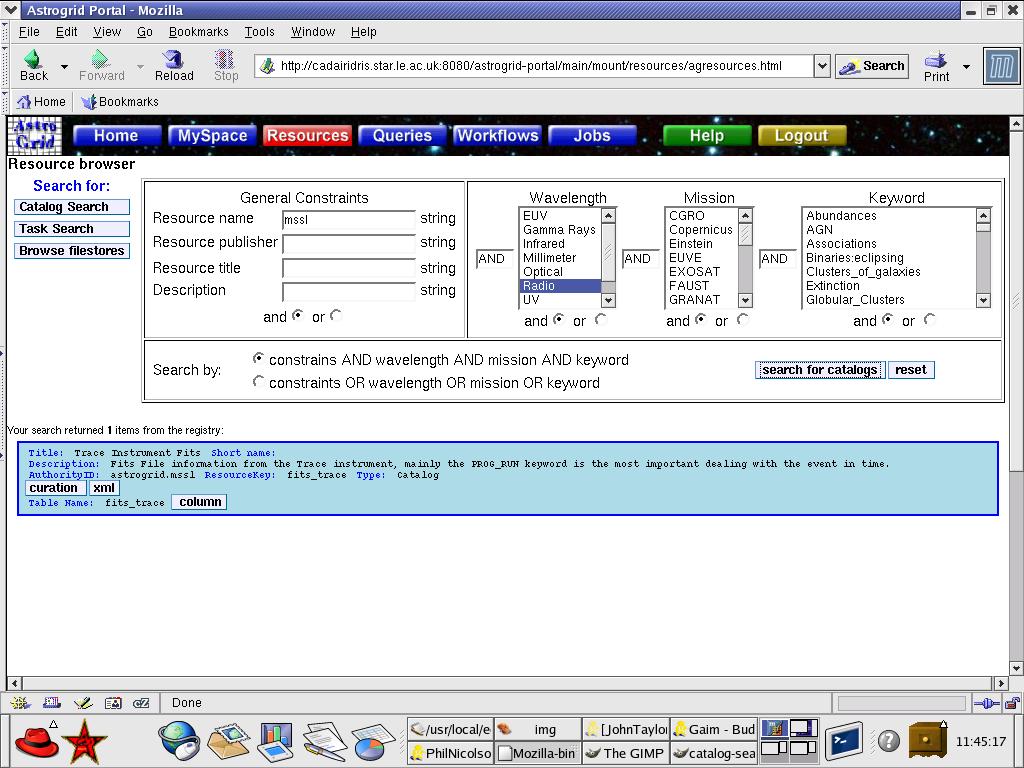 Astrogrid Portal - Mozilla
File Edit View Go Bookmarks Tools Window Help
Back Forward Reload Stop http://cadairidris.star.le.ac.uk:8080/astrogrid-portal/main/mount/resources/agresources.html Search Print m
Home Bookmarks
Astro Grid Home MySpace Resources Queries Workflows Jobs Help Logout
Resource browser
Search for:
Catalog Search
Task Search
Browse filestores
General Constraints
Resource name mssl string
Resource publisher string
Resource title string
Description string
and or
Wavelength
AND
EUV
Gamma Rays
Infrared
Millimeter
Optical
Radio
UV
and or
Mission
AND
CGRO
Copernicus
Einstein
EUVE
EXOSAT
FAUST
GRANAT
and or
Keyword
AND
Abundances
AGN
Associations
Binaries:eclipsing
Clusters_of_galaxies
Extinction
Globular_Clusters
and or
Search by:
constrains AND wavelength AND mission AND keyword
constraints OR wavelength OR mission OR keyword
search for catalogs reset
Your search returned 1 items from the registry:
Title: Trace Instrument Fits Short name:
Description: Fits File information from the Trace instrument, mainly the PROG_RUN keyword is the most important dealing with the event in time.
AuthorityID: astrogrid.mssl ResourceKey: fits_trace Type: Catalog
curation xml
Table Name: fits_trace column
Done
/usr/local/e img [JohnTaylor Gaim - Bud
PhilNicolso Mozilla-bin The GIMP catalog-sea
11:45:17